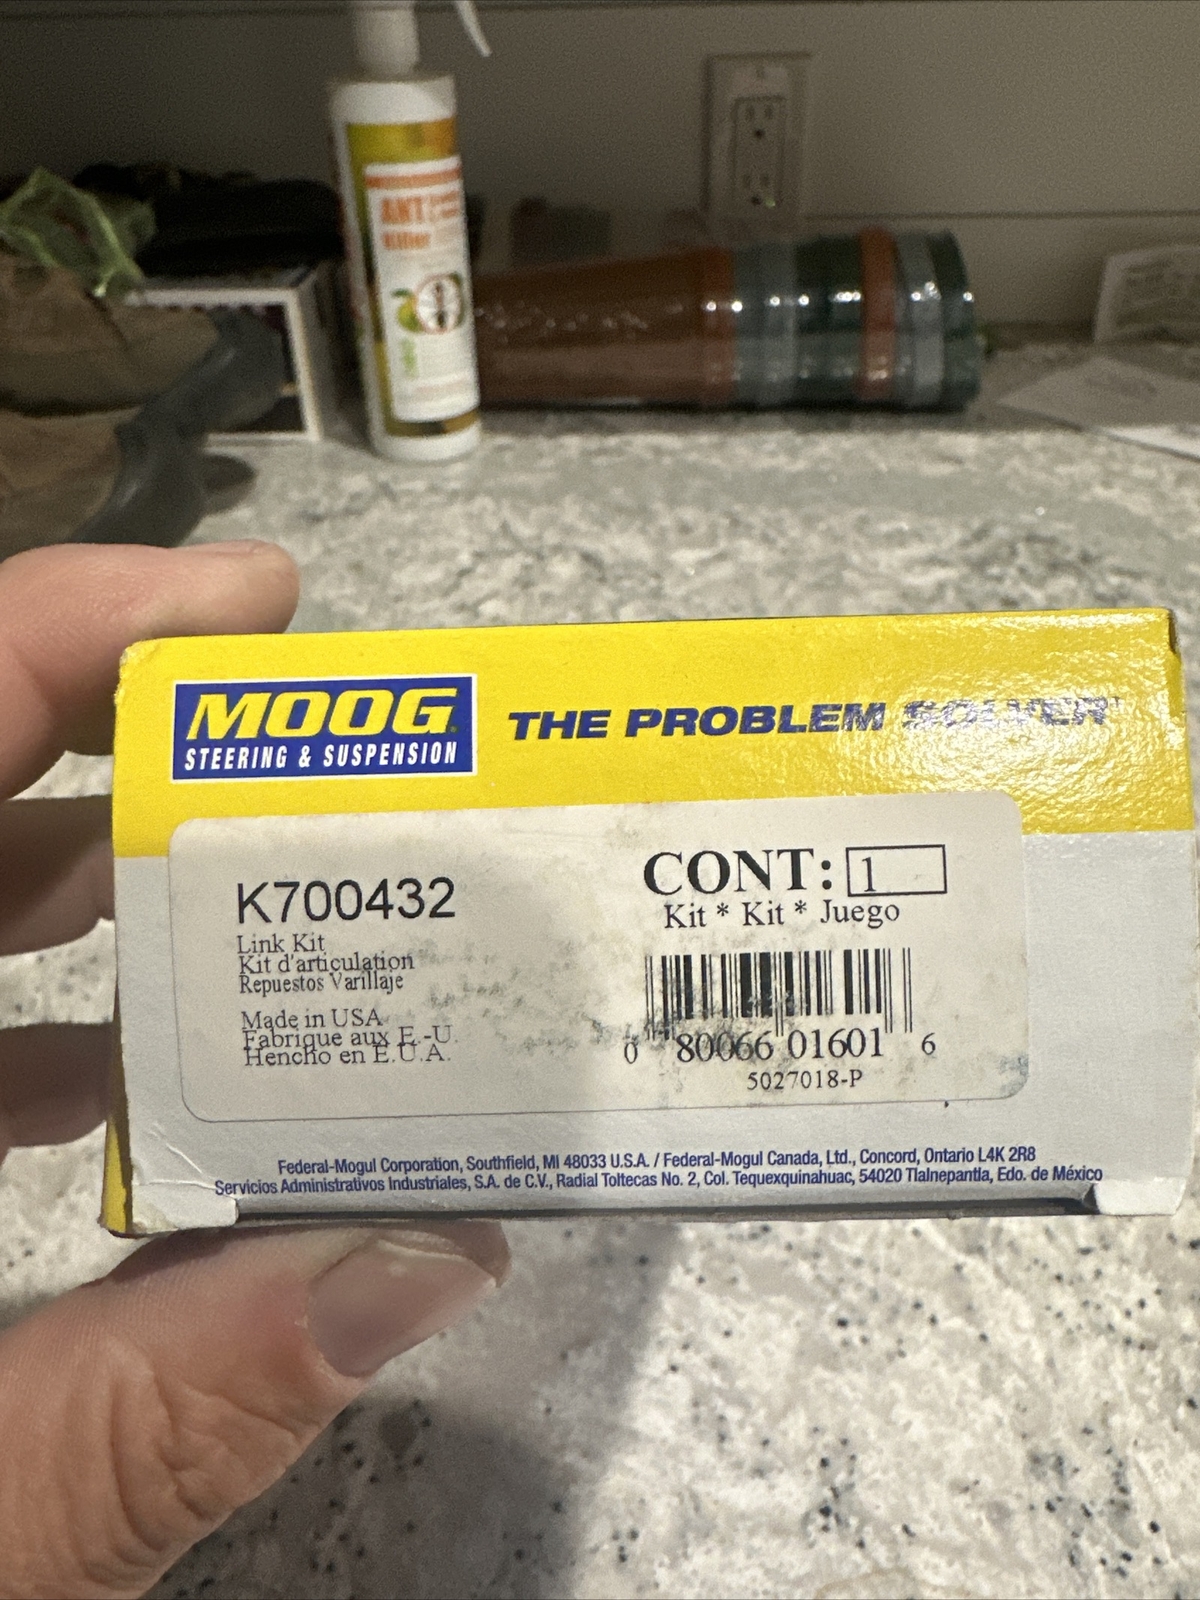 ANT
Killer
MOOG
STEERING & SUSPENSION
THE PROBLEM SOLVER™
K700432
Link Kit
Kit d'articulation
Repuestos Varillaje
Made in USA
Fabrique aux E.-U.
Hencho en E.U.A.
CONT: 1
Kit * Kit * Juego
0 80066 01601 6
5027018-P
Federal-Mogul Corporation, Southfield, MI 48033 U.S.A. / Federal-Mogul Canada, Ltd., Concord, Ontario L4K 2R8
Servicios Administrativos Industriales, S.A. de C.V., Radial Toltecas No. 2, Col. Tequexquinahuac, 54020 Tlalnepantla, Edo. de México